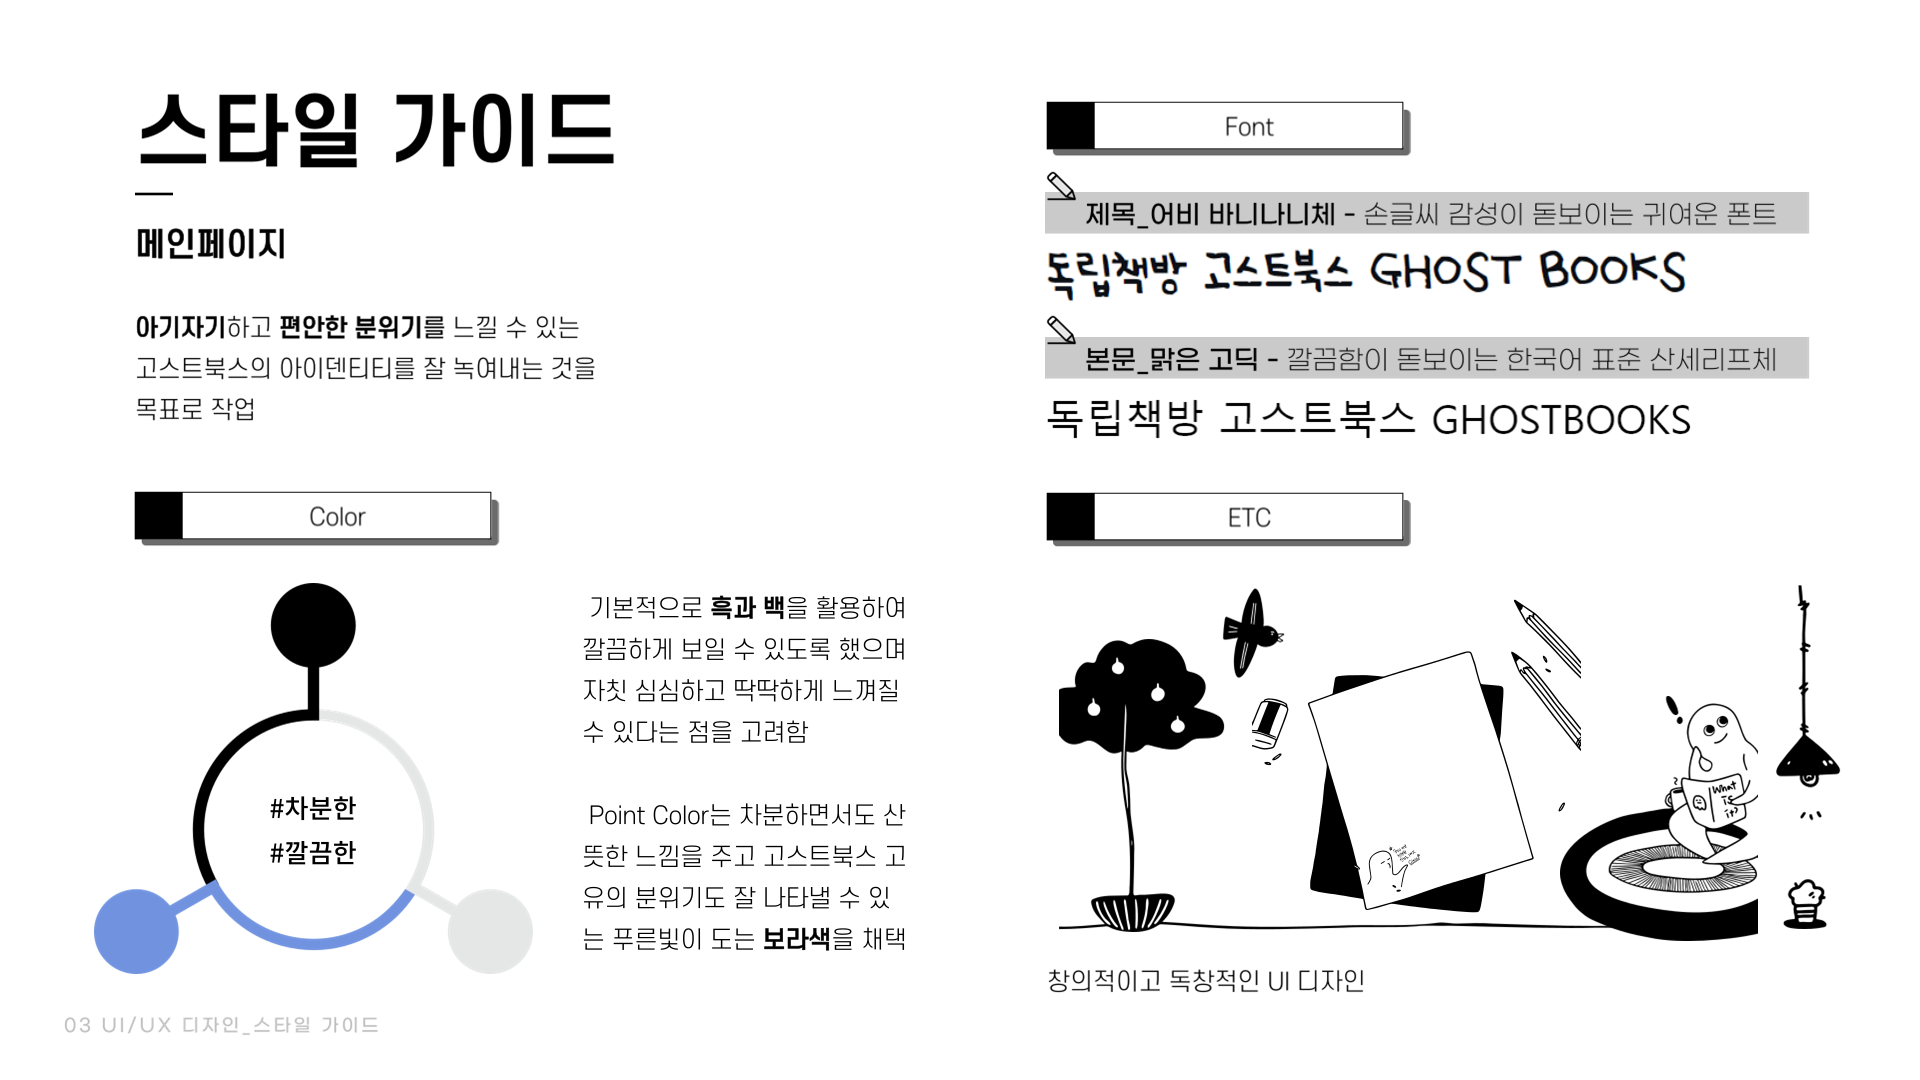 스타일 가이드
메인페이지
아기자기하고 편안한 분위기를 느낄 수 있는
고스트북스의 아이덴티티를 잘 녹여내는 것을
목표로 작업
Color
#차분한
#깔끔한
기본적으로 흑과 백을 활용하여
깔끔하게 보일 수 있도록 했으며
자칫 심심하고 딱딱하게 느껴질
수 있다는 점을 고려함
Point Color는 차분하면서도 산
뜻한 느낌을 주고 고스트북스 고
유의 분위기도 잘 나타낼 수 있
는 푸른빛이 도는 보라색을 채택
Font
제목_어비 바니나니체 - 손글씨 감성이 돋보이는 귀여운 폰트
독립책방 고스트북스 GHOST BOOKS
본문_맑은 고딕 - 깔끔함이 돋보이는 한국어 표준 산세리프체
독립책방 고스트북스 GHOSTBOOKS
ETC
What
is
it?
창의적이고 독창적인 UI 디자인
03 UI/UX 디자인_스타일 가이드